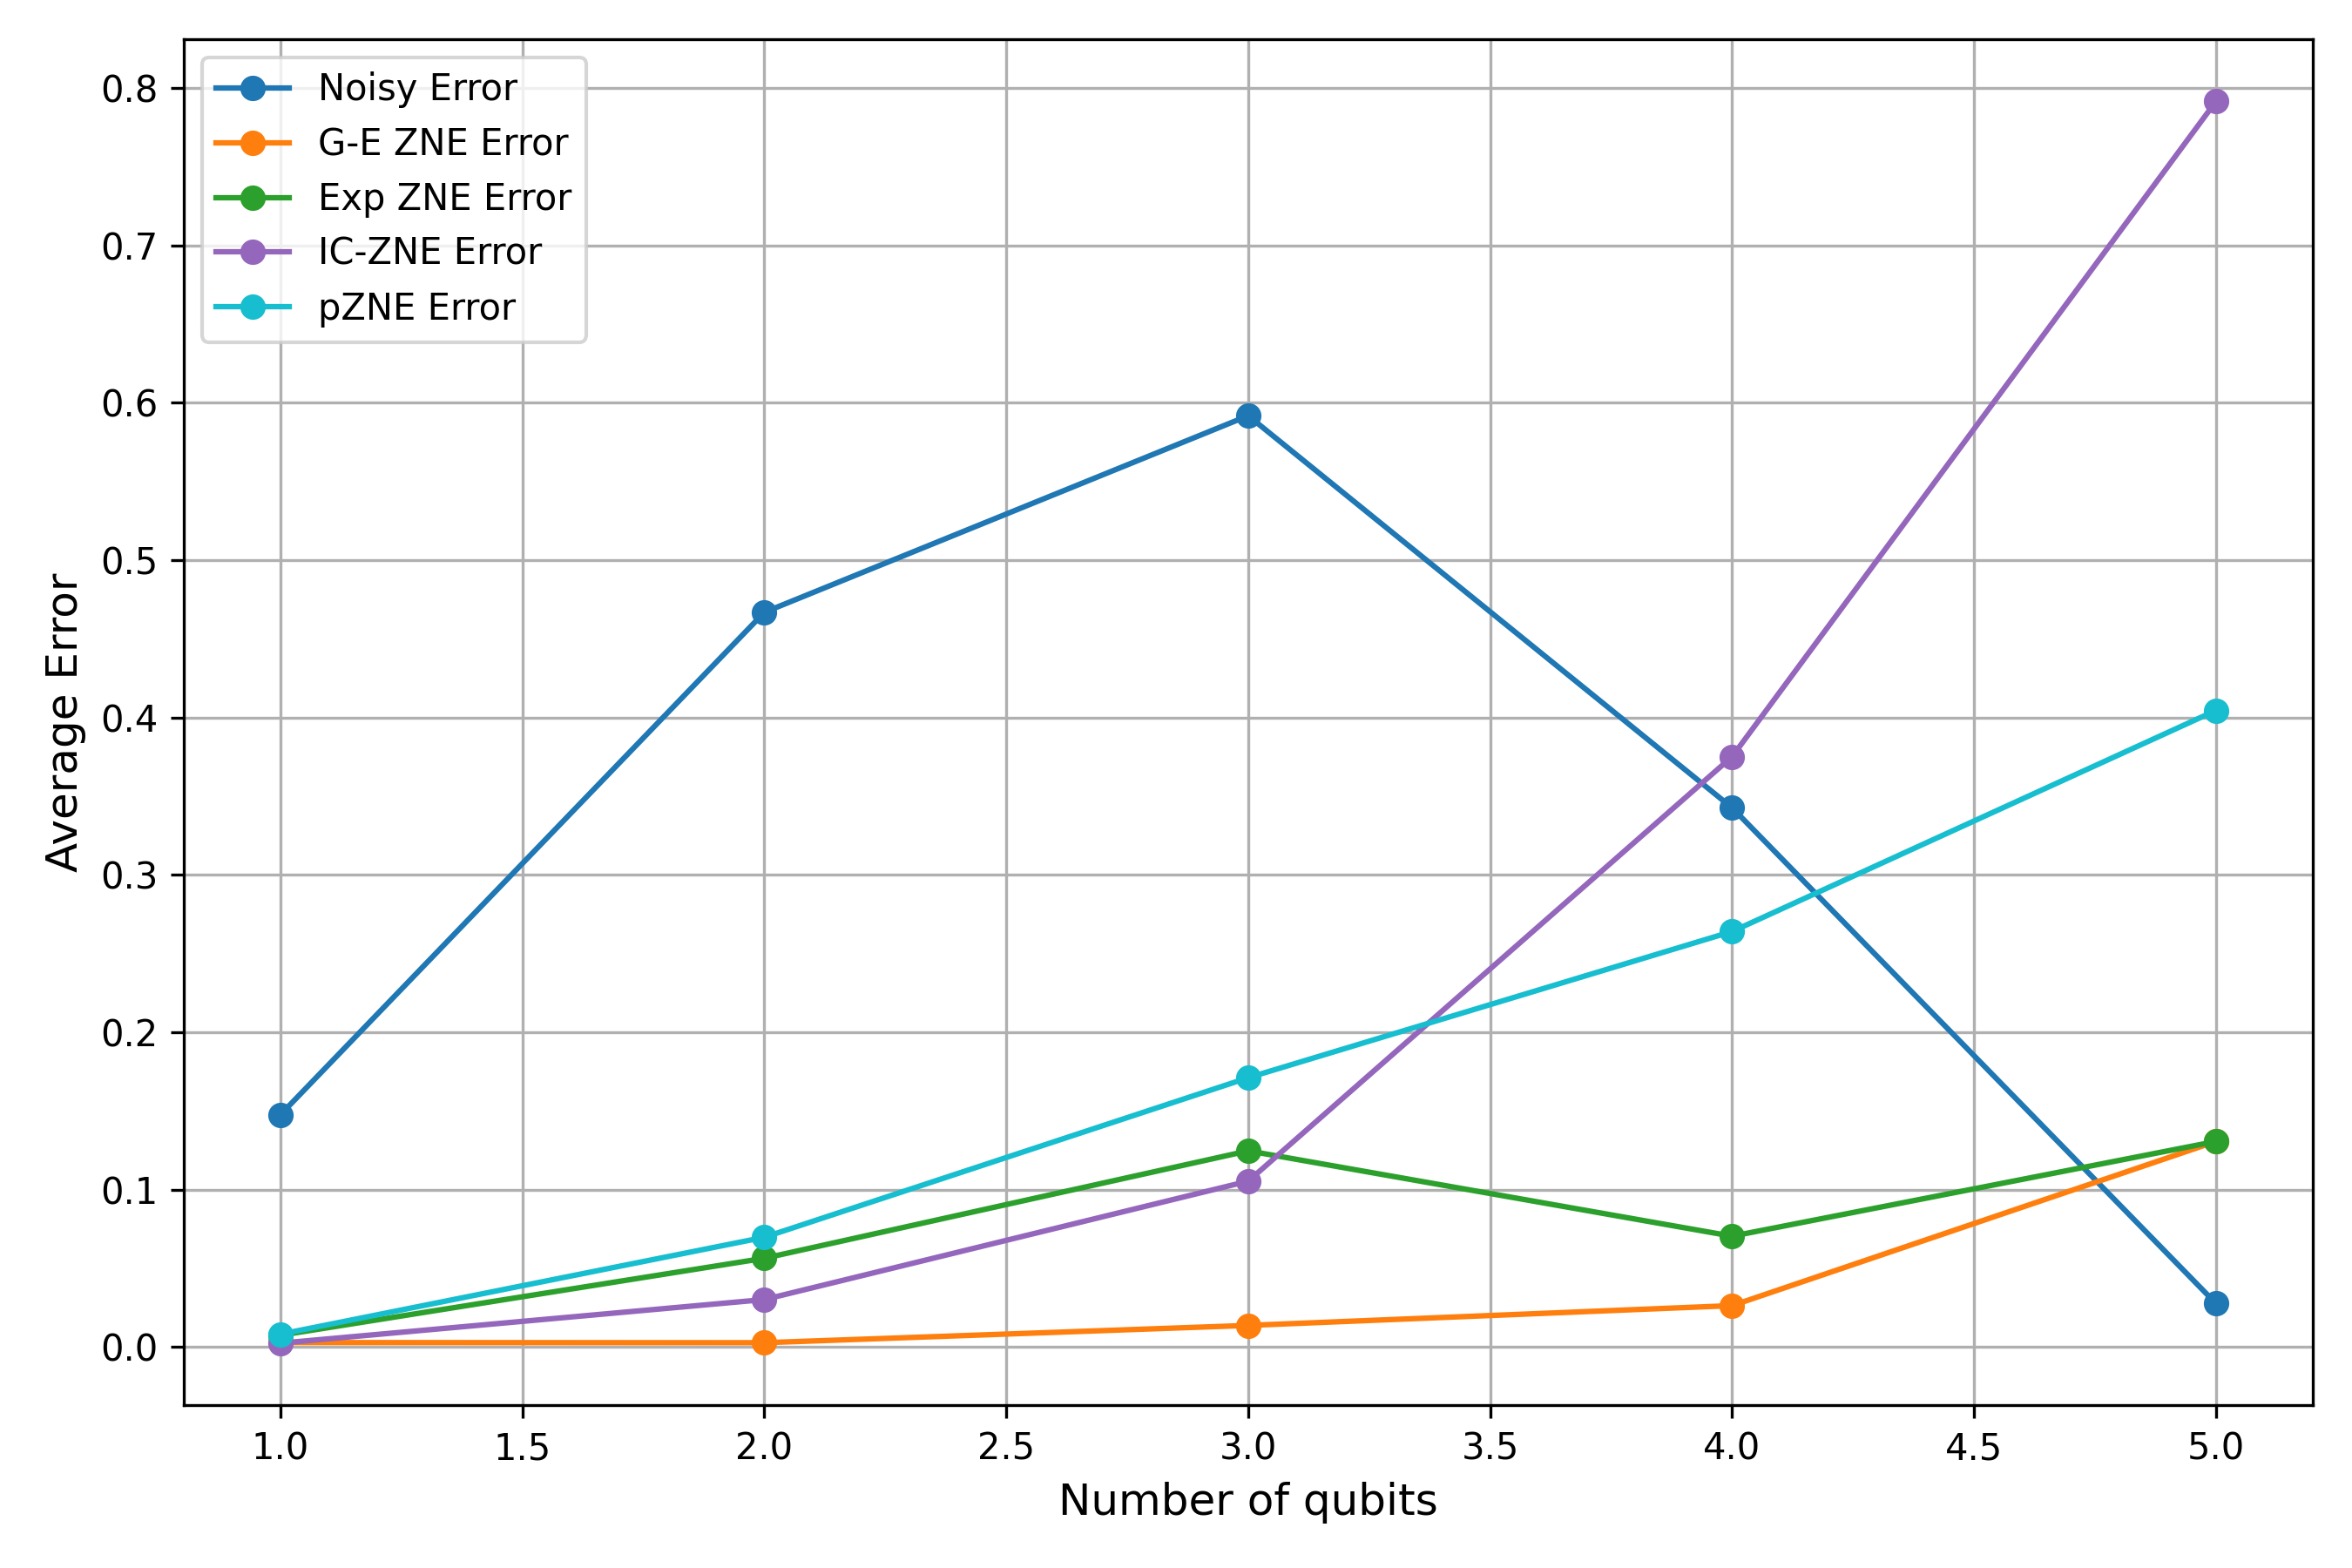 Noisy Error
G-E ZNE Error
Exp ZNE Error
IC-ZNE Error
pZNE Error
0.8
0.7
0.6
0.5
0.4
0.3
0.2
0.1
0.0
Average Error
1.0 1.5 2.0 2.5 3.0 3.5 4.0 4.5 5.0
Number of qubits